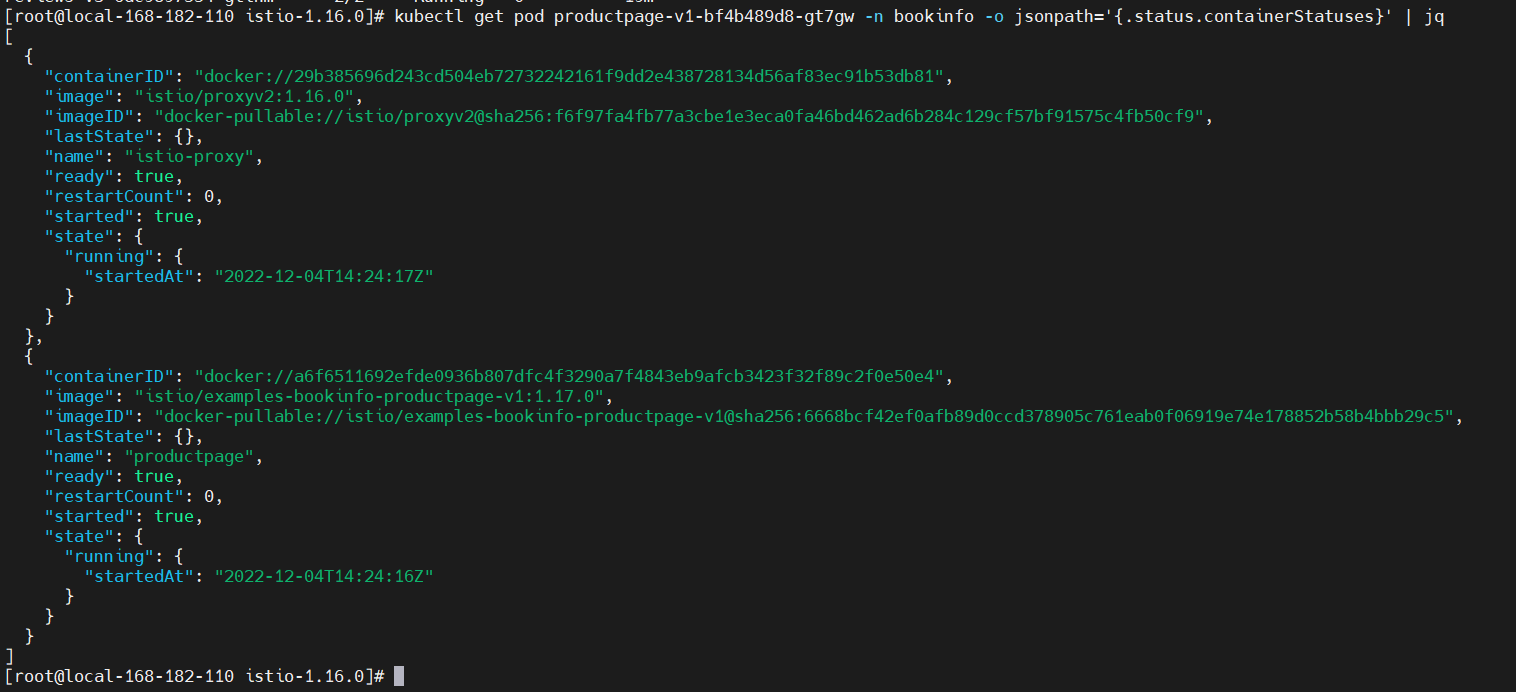 [root@local-168-182-110 istio-1.16.0]# kubectl get pod productpage-v1-bf4b489d8-gt7gw -n bookinfo -o jsonpath='{.status.containerStatuses}' | jq
[
  {
    "containerID": "docker://29b385696d243cd504eb72732242161f9dd2e438728134d56af83ec91b53db81",
    "image": "istio/proxyv2:1.16.0",
    "imageID": "docker-pullable://istio/proxyv2@sha256:f6f97fa4fb77a3cbe1e3eca0fa46bd462ad6b284c129cf57bf91575c4fb50cf9",
    "lastState": {},
    "name": "istio-proxy",
    "ready": true,
    "restartCount": 0,
    "started": true,
    "state": {
      "running": {
        "startedAt": "2022-12-04T14:24:17Z"
      }
    }
  },
  {
    "containerID": "docker://a6f6511692efde0936b807dfc4f3290a7f4843eb9afcb3423f32f89c2f0e50e4",
    "image": "istio/examples-bookinfo-productpage-v1:1.17.0",
    "imageID": "docker-pullable://istio/examples-bookinfo-productpage-v1@sha256:6668bcf42ef0afb89d0ccd378905c761eab0f06919e74e178852b58b4bbb29c5",
    "lastState": {},
    "name": "productpage",
    "ready": true,
    "restartCount": 0,
    "started": true,
    "state": {
      "running": {
        "startedAt": "2022-12-04T14:24:16Z"
      }
    }
  }
]
[root@local-168-182-110 istio-1.16.0]#